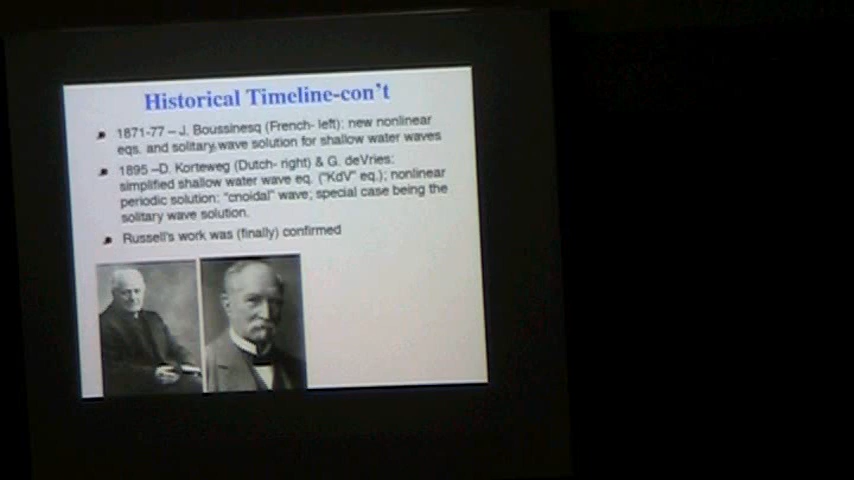 Historical Timeline-con't
1871-77 – J. Boussinesq (French- left): new nonlinear
eqs. and solitary wave solution for shallow water waves
1895 –D. Korteweg (Dutch- right) & G. deVries:
simplified shallow water wave eq. ("KdV" eq.); nonlinear
periodic solution: "cnoidal" wave; special case being the
solitary wave solution.
Russell's work was (finally) confirmed